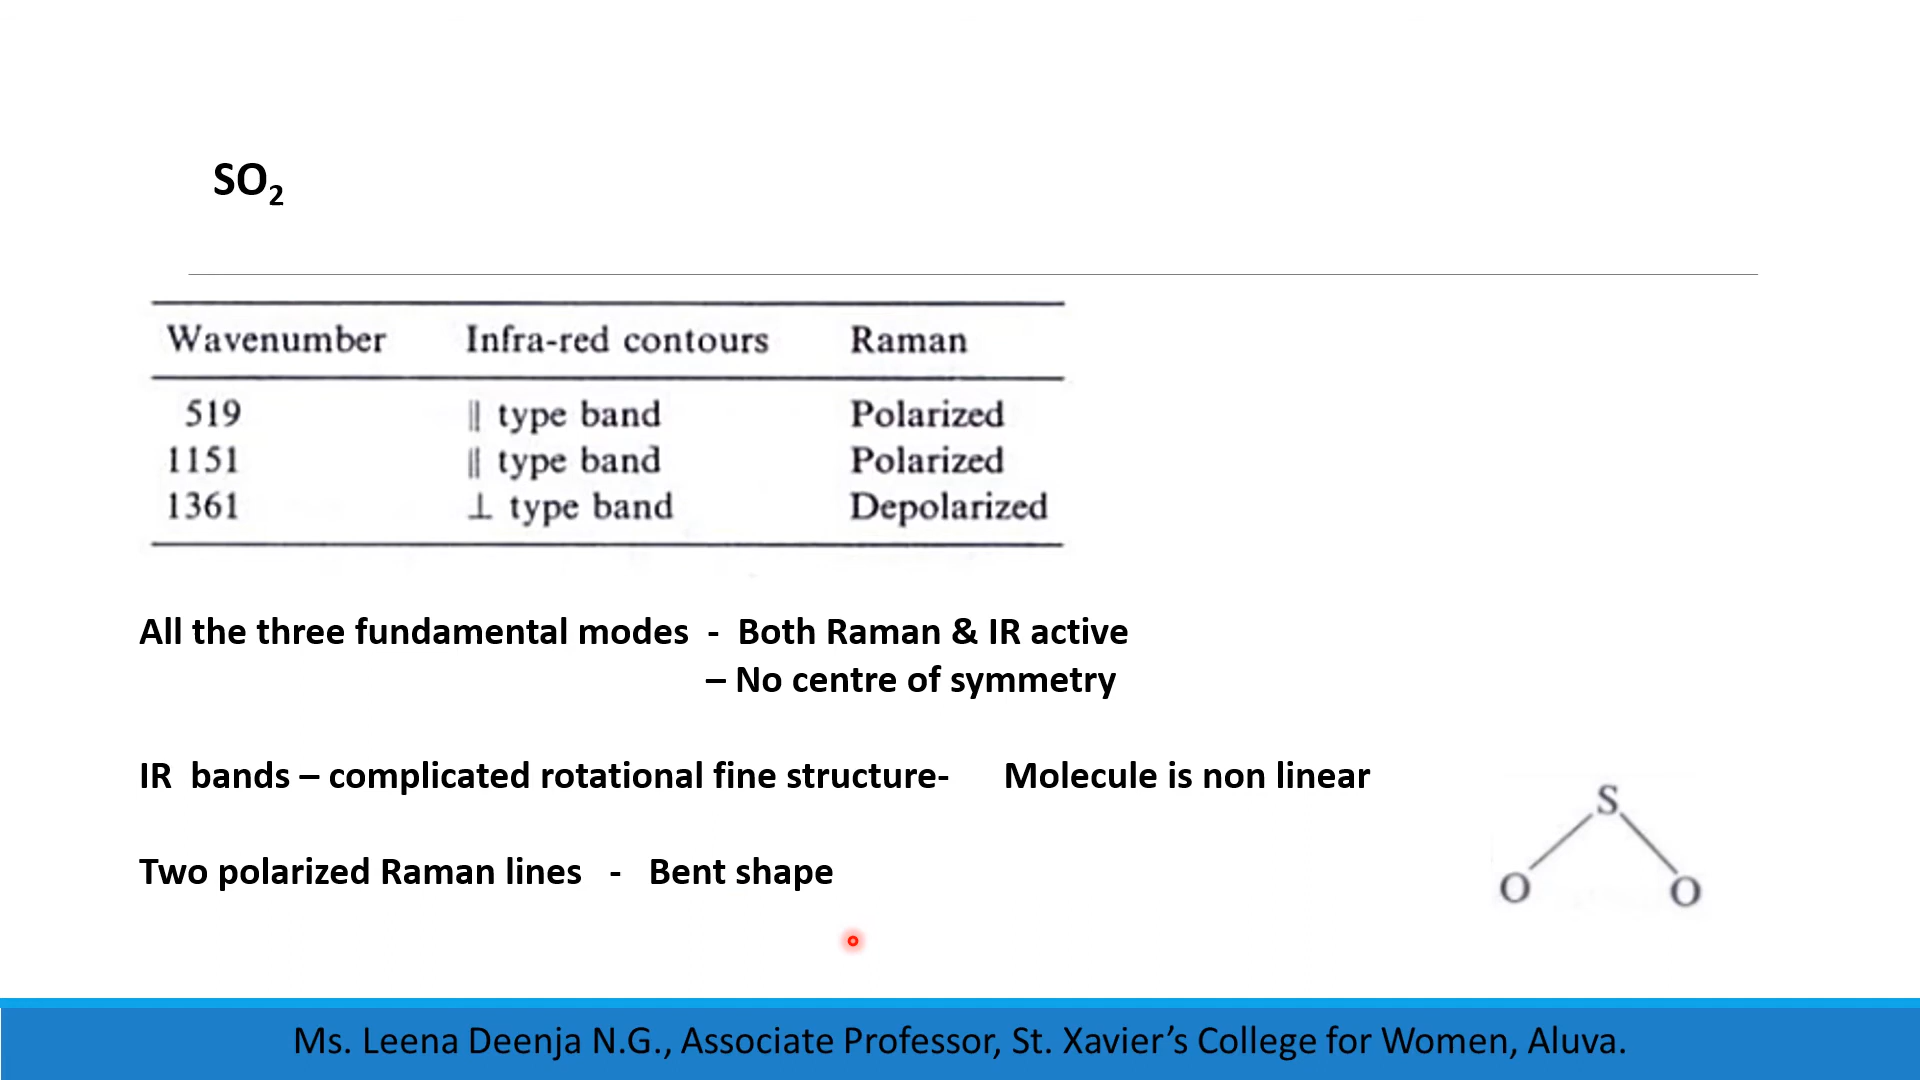 SO2
Wavenumber Infra-red contours Raman
519 || type band Polarized
1151 || type band Polarized
1361 ⊥ type band Depolarized
All the three fundamental modes - Both Raman & IR active
– No centre of symmetry
IR bands – complicated rotational fine structure- Molecule is non linear
S
O O
Two polarized Raman lines - Bent shape
Ms. Leena Deenja N.G., Associate Professor, St. Xavier’s College for Women, Aluva.